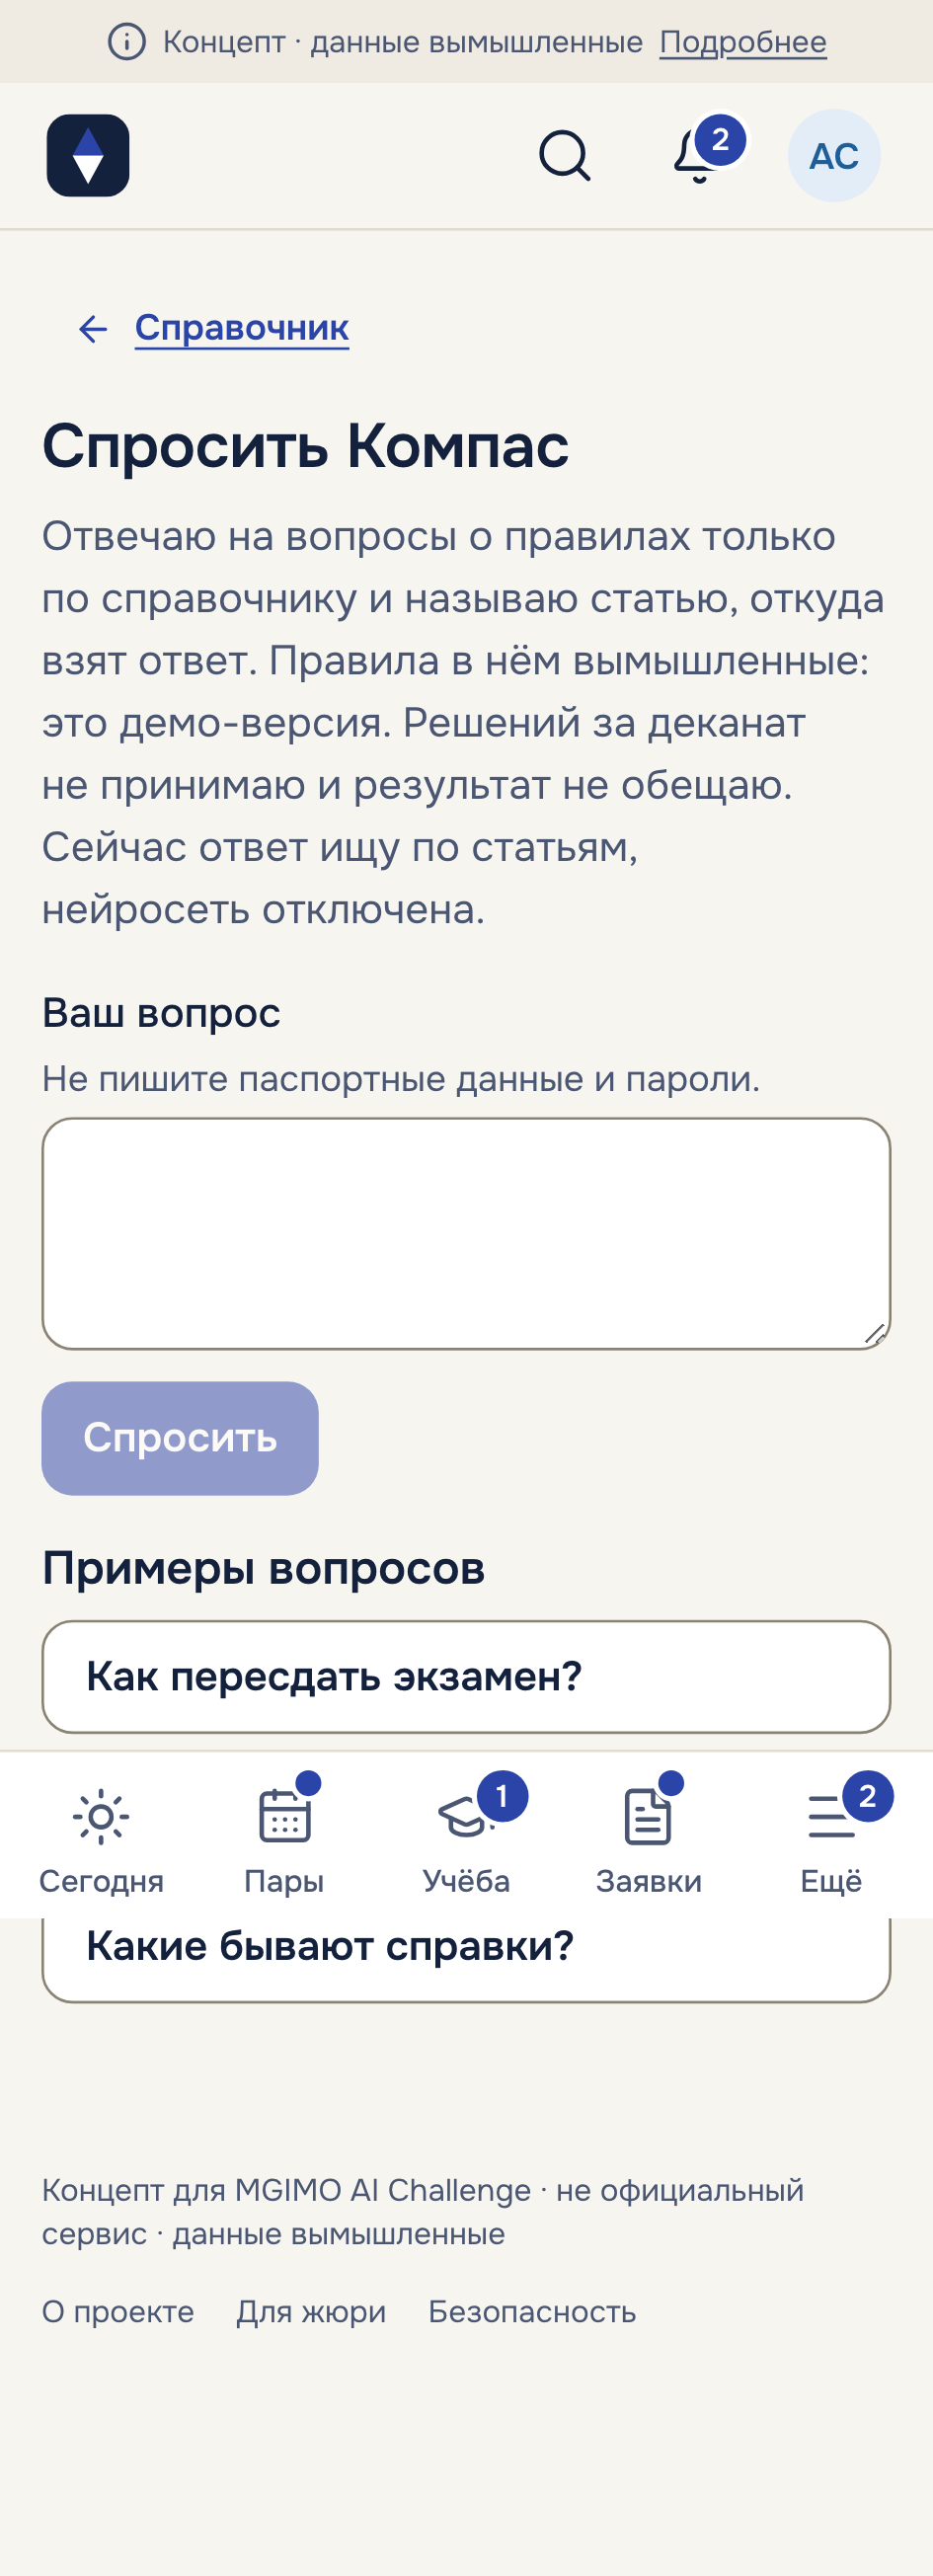 Концепт · данные вымышленные Подробнее
2
АС
Справочник
Спросить Компас
Отвечаю на вопросы о правилах только
по справочнику и называю статью, откуда
взят ответ. Правила в нём вымышленные:
это демо-версия. Решений за деканат
не принимаю и результат не обещаю.
Сейчас ответ ищу по статьям,
нейросеть отключена.
Ваш вопрос
Не пишите паспортные данные и пароли.
Спросить
Примеры вопросов
Как пересдать экзамен?
1
2
Сегодня Пары Учёба Заявки Ещё
Какие бывают справки?
Концепт для MGIMO AI Challenge · не официальный
сервис · данные вымышленные
О проекте Для жюри Безопасность